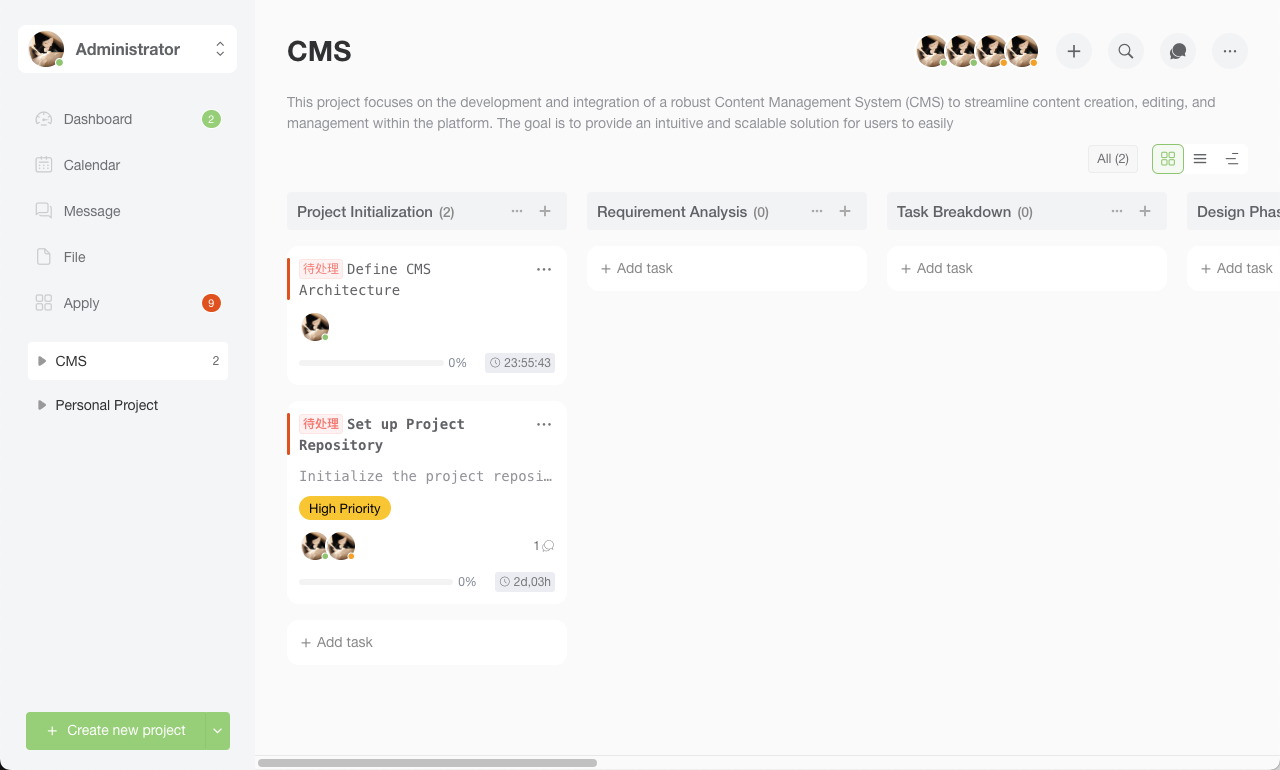 Administrator
Dashboard 2
Calendar
Message
File
Apply 9
CMS 2
Personal Project
+ Create new project
CMS
This project focuses on the development and integration of a robust Content Management System (CMS) to streamline content creation, editing, and
management within the platform. The goal is to provide an intuitive and scalable solution for users to easily
All (2)
Project Initialization (2)
待处理 Define CMS
Architecture
0% 23:55:43
待处理 Set up Project
Repository
Initialize the project reposi…
High Priority
1
0% 2d,03h
+ Add task
Requirement Analysis (0)
+ Add task
Task Breakdown (0)
+ Add task
Design Phas
+ Add task